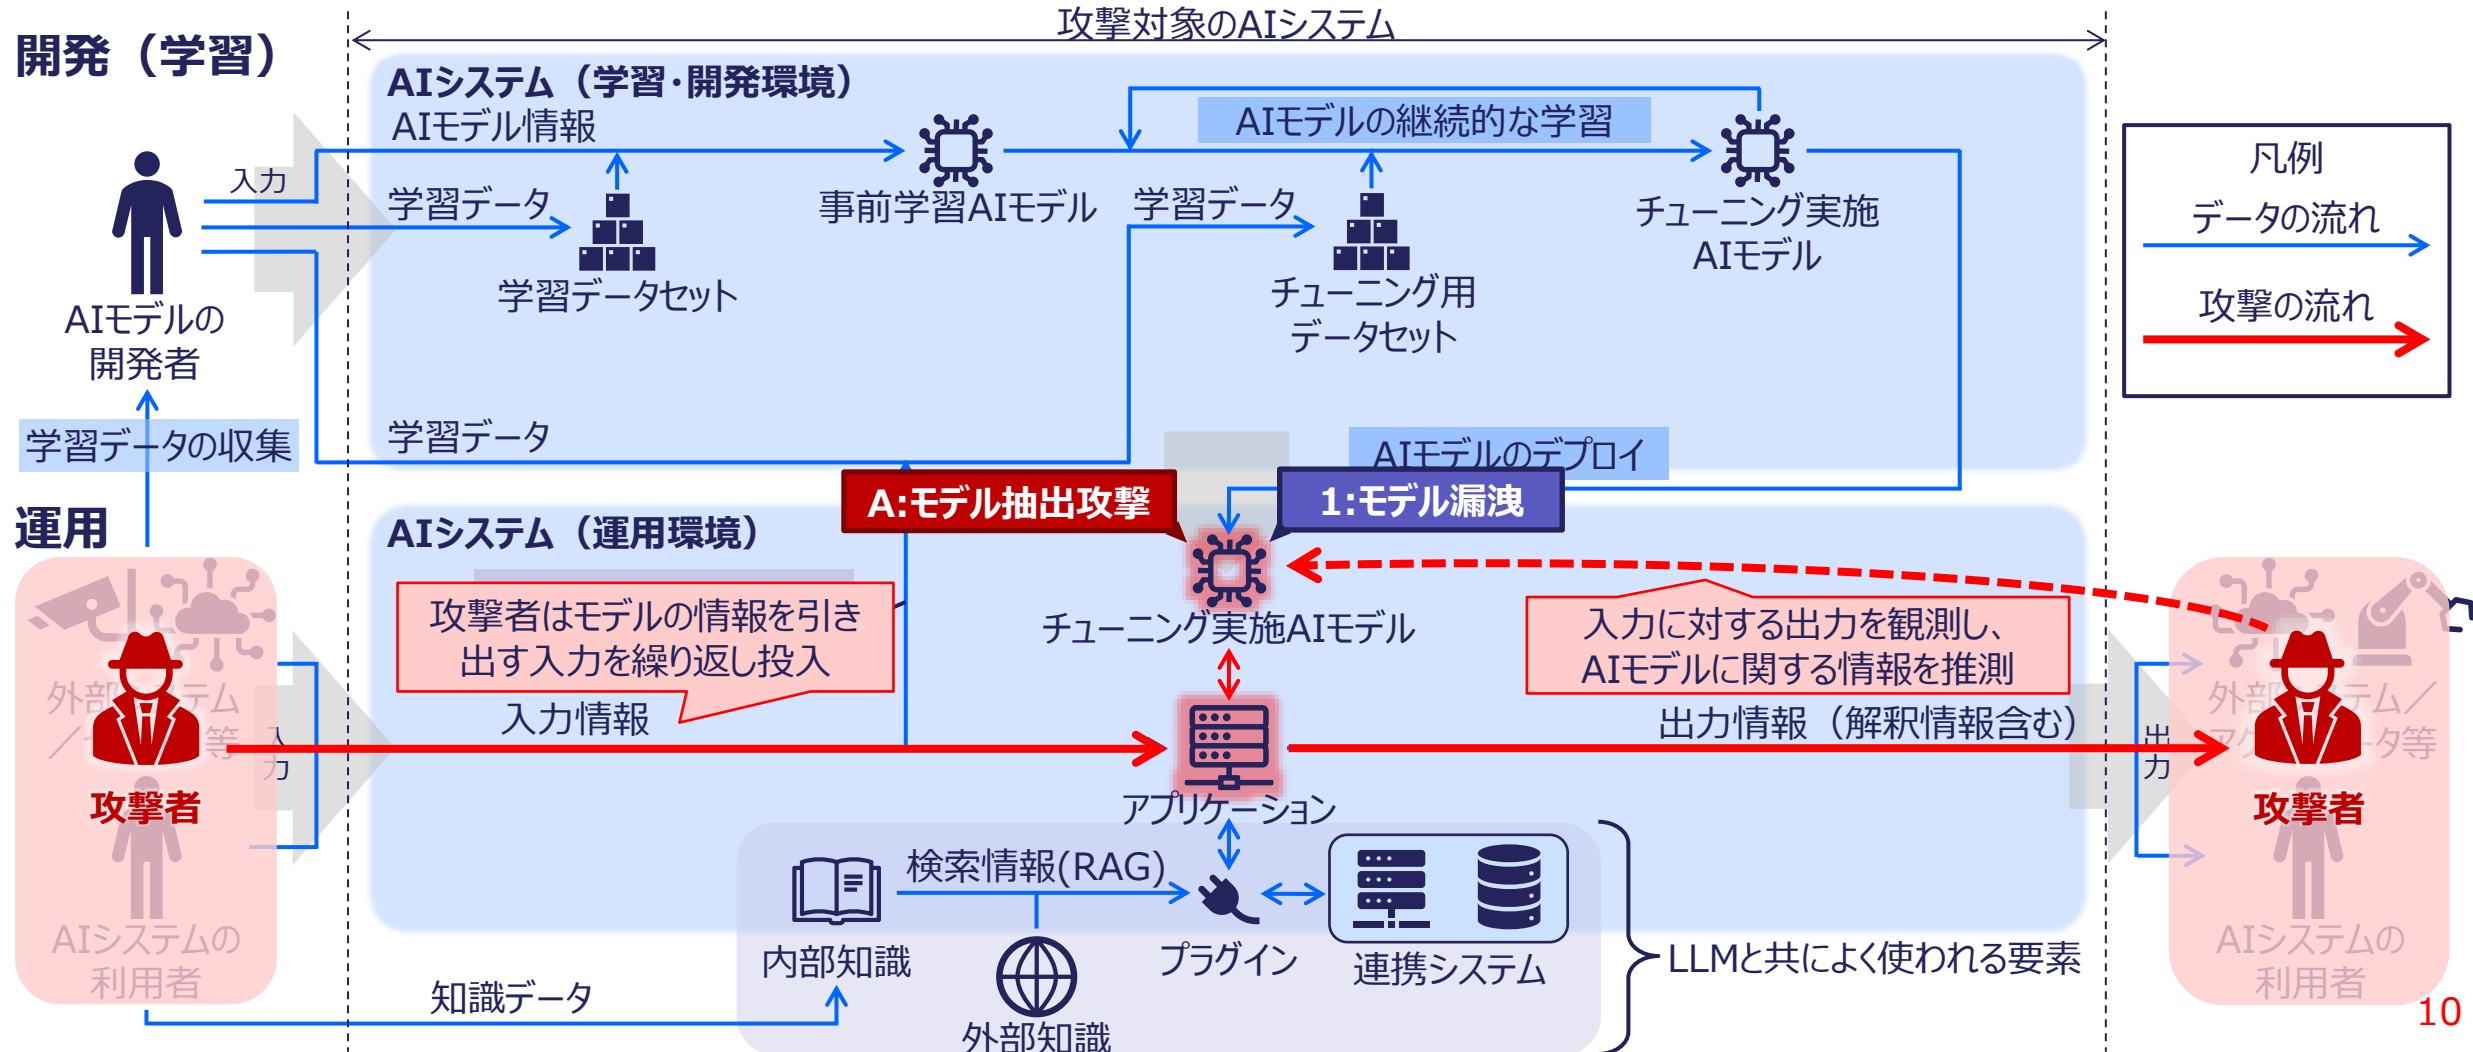 攻撃対象のAIシステム
開発（学習）
AIシステム（学習・開発環境）
AIモデル情報
AIモデルの継続的な学習
凡例
データの流れ
攻撃の流れ
入力
学習データ
事前学習AIモデル
学習データ
チューニング実施
AIモデル
学習データセット
チューニング用
データセット
AIモデルの
開発者
学習データの収集
学習データ
AIモデルのデプロイ
A:モデル抽出攻撃
1:モデル漏洩
運用
AIシステム（運用環境）
攻撃者はモデルの情報を引き
出す入力を繰り返し投入
チューニング実施AIモデル
入力に対する出力を観測し、
AIモデルに関する情報を推測
入力情報
出力情報（解釈情報含む）
外部
テム
等
入
力
攻撃者
AIシステムの
利用者
出
力
外部
テム／
ータ等
攻撃者
AIシステムの
利用者
アプリケーション
検索情報(RAG)
内部知識
プラグイン
連携システム
LLMと共によく使われる要素
知識データ
外部知識
10